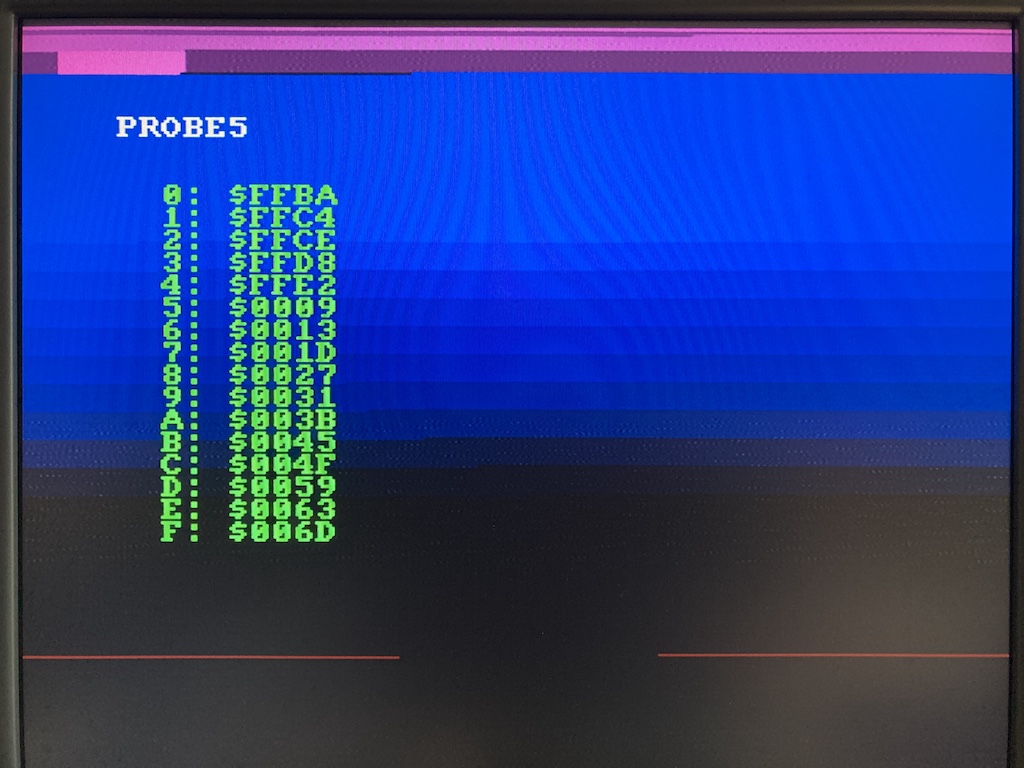 PROBE5
0: $FFBA
1: $FFC4
2: $FFCE
3: $FFD8
4: $FFE2
5: $0009
6: $0013
7: $001D
8: $0027
9: $0031
A: $003B
B: $0045
C: $004F
D: $0059
E: $0063
F: $006D